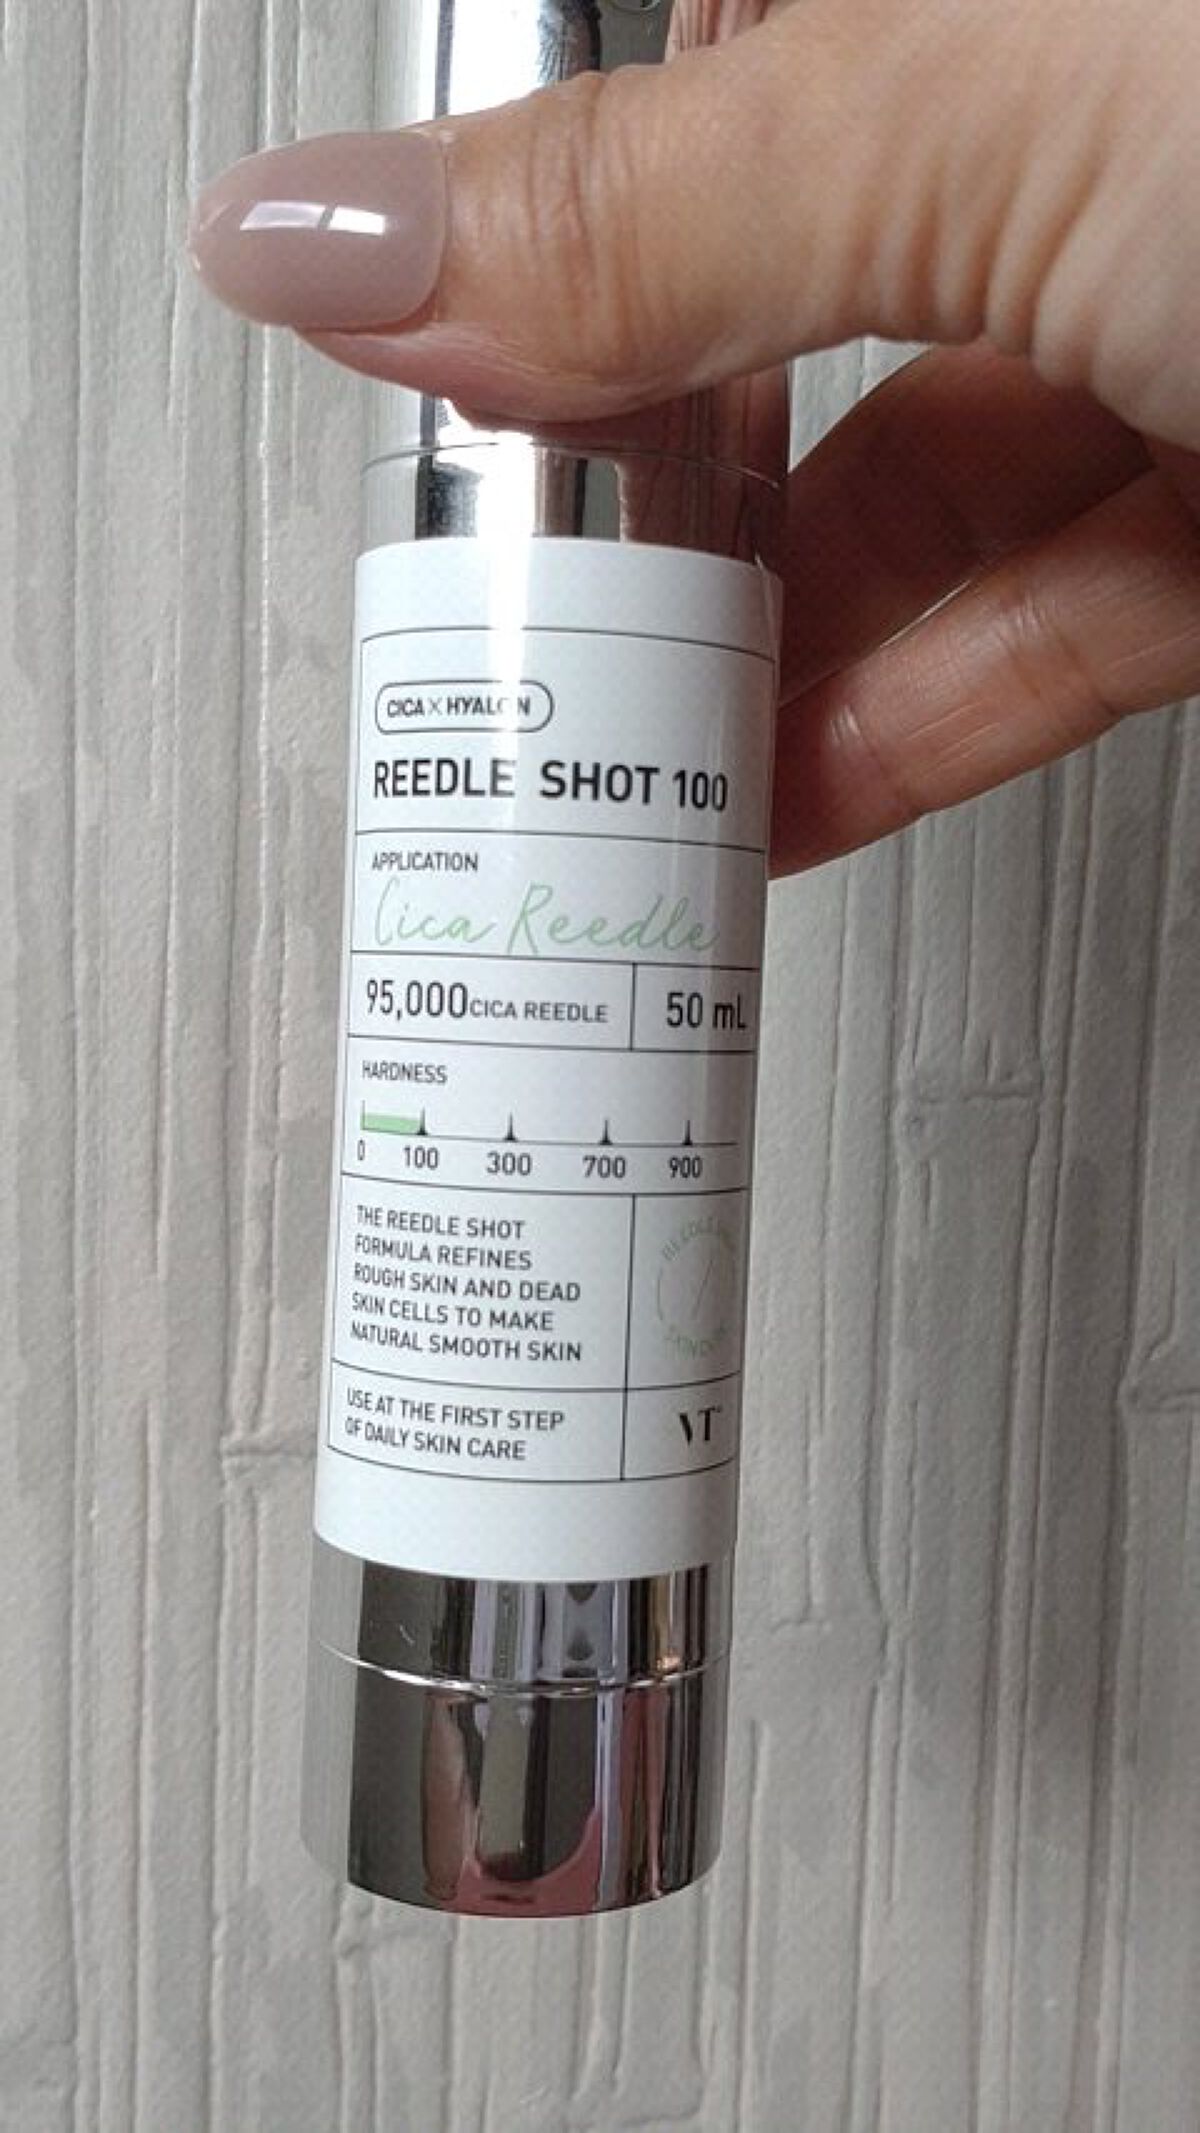 CICA X HYALON
REEDLE SHOT 100
APPLICATION
Cica Reedle
95,000 CICA REEDLE
50 mL
HARDNESS
0 100 300 700 900
THE REEDLE SHOT
FORMULA REFINES
ROUGH SKIN AND DEAD
SKIN CELLS TO MAKE
NATURAL SMOOTH SKIN
USE AT THE FIRST STEP
OF DAILY SKIN CARE
VT